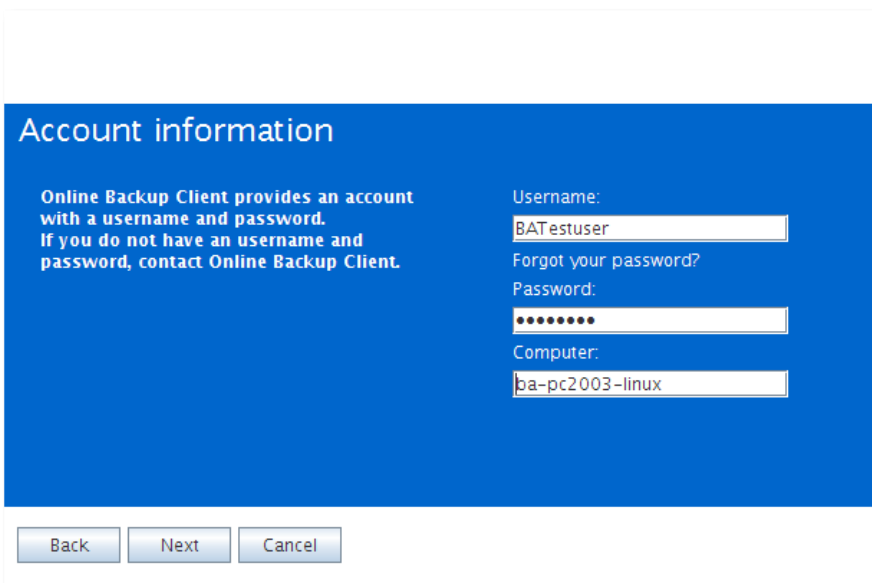 Account information
Online Backup Client provides an account
with a username and password.
If you do not have an username and
password, contact Online Backup Client.
Username:
BATestuser
Forgot your password?
Password:
••••••••
Computer:
ba-pc2003-linux
Back
Next
Cancel